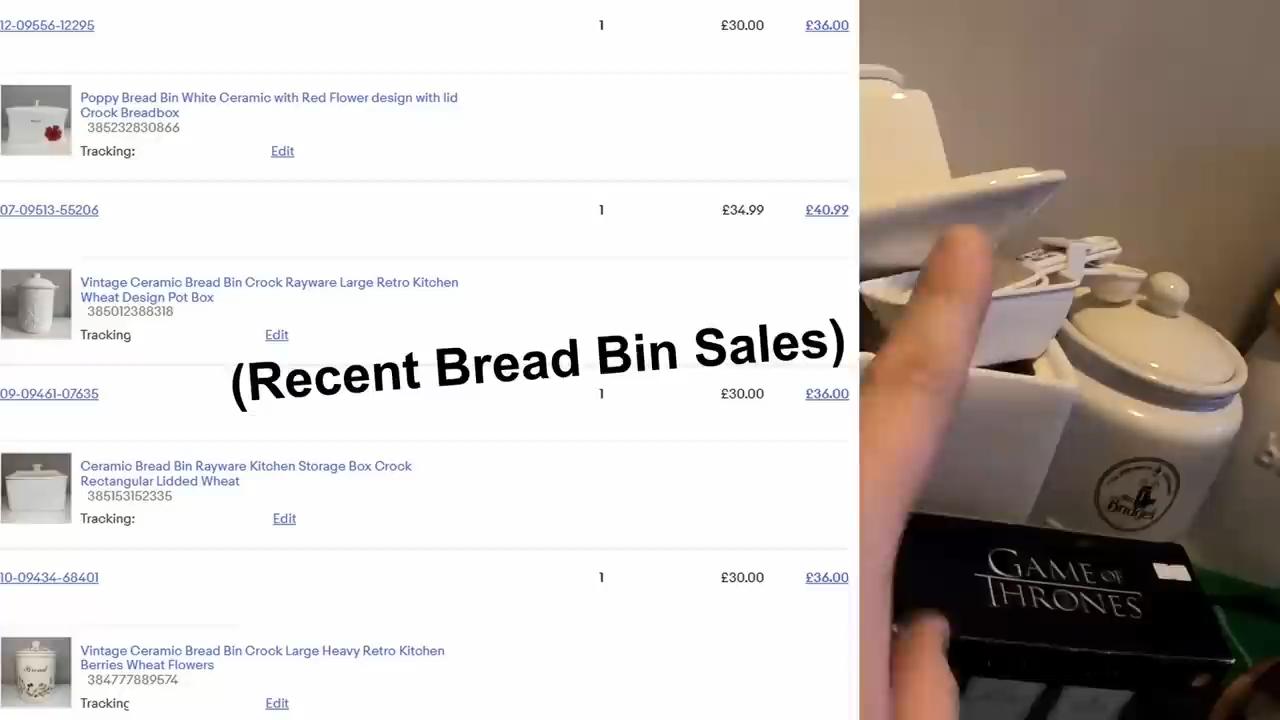 12-09556-12295 1 £30.00 £36.00
Poppy Bread Bin White Ceramic with Red Flower design with lid
Crock Breadbox
385232830866
Tracking: Edit
07-09513-55206 1 £34.99 £40.99
Vintage Ceramic Bread Bin Crock Rayware Large Retro Kitchen
Wheat Design Pot Box
385012388318
Tracking Edit
(Recent Bread Bin Sales)
09-09461-07635 1 £30.00 £36.00
Ceramic Bread Bin Rayware Kitchen Storage Box Crock
Rectangular Lidded Wheat
385153152335
Tracking: Edit
10-09434-68401 1 £30.00 £36.00
Vintage Ceramic Bread Bin Crock Large Heavy Retro Kitchen
Berries Wheat Flowers
384777889574
Tracking Edit
Bread
GAME OF
THRONES